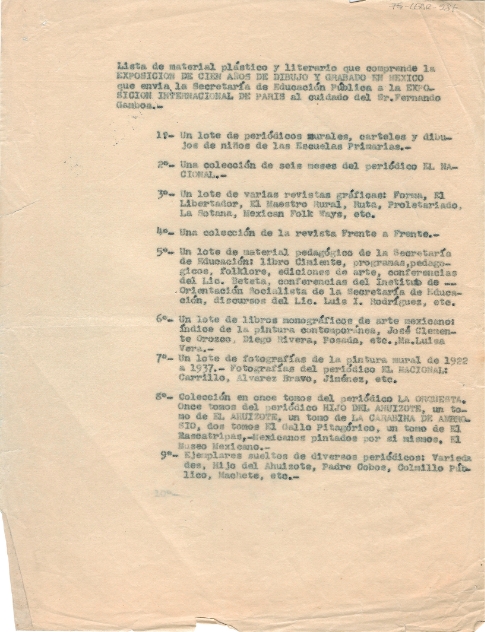 Lista de material plástico y literario que comprende la
EXPOSICION DE CIEN AÑOS DE DIBUJO Y GRABADO EN MEXICO
que envia la Secretaría de Educación Pública a la EXPO-
SICION INTERNACIONAL DE PARIS al cuidado del Sr.Fernando
Gamboa.-
1º- Un lote de periódicos murales, carteles y dibu-
jos de niños de las Escuelas Primarias.-
2º- Una colección de seis meses del periódico EL NA-
CIONAL.-
3º- Un lote de varias revistas gráficas: Forma, El
Libertador, El Maestro Rural, Ruta, Proletariado,
La Sotana, Mexican Folk Ways, etc.
4º- Una colección de la revista Frente a Frente.-
5º- Un lote de material pedagógico de la Secretaría
de Educación: libro Cimiente, programas,pedago-
gicos, folklore, ediciones de arte, conferencias
del Lic. Beteta, conferencias del Instituto de --
Orientación Socialista de la Secretaría de Educa-
ción, discursos del Lic. Luis I. Rodríguez, etc.
6º- Un lote de libros monográficos de arte mexicano:
índice de la pintura contemporánea, José Clemen-
te Orozco, Diego Rivera, Posada, etc.,Ma.Luisa
Vera.-
7º- Un lote de fotografías de la pintura mural de 1922
a 1937.- Fotografías del periódico EL NACIONAL:
Carrillo, Alvarez Bravo, Jiménez, etc.
8º- Colección en once tomos del periódico LA ORQUESTA.
Once tomos del periódico HIJO DEL AHUIZOTE, un to-
mo de EL AHUIZOTE, un tomo de LA CARABINA DE AMBRO-
SIO, dos tomos El Gallo Pitagórico, un tomo de El
Rascatripas,-Mexicanos pintados por si mismos, El
Museo Mexicano.-
9º- Ejemplares sueltos de diversos periódicos: Varieda
des, Hijo del Ahuizote, Padre Cobos, Colmillo Púb-
lico, Machete, etc.-
10º-